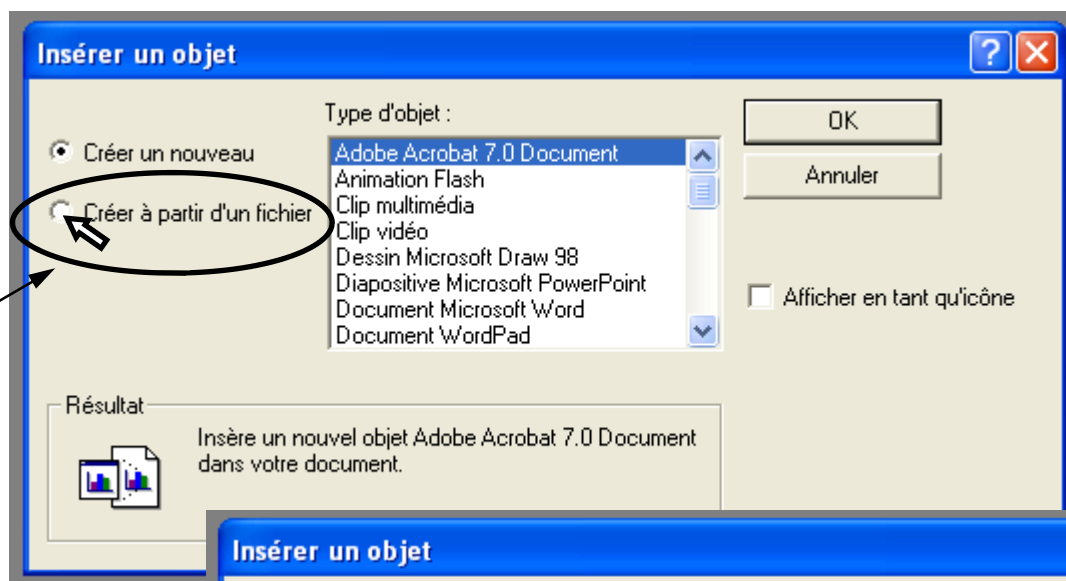 Insérer un objet
Type d'objet :
OK
Créer un nouveau
Adobe Acrobat 7.0 Document
Annuler
Animation Flash
Créer à partir d'un fichier
Clip multimédia
Clip vidéo
Dessin Microsoft Draw 98
Diapositive Microsoft PowerPoint
Afficher en tant qu'icône
Document Microsoft Word
Document WordPad
Résultat
Insère un nouvel objet Adobe Acrobat 7.0 Document
dans votre document.
Insérer un objet